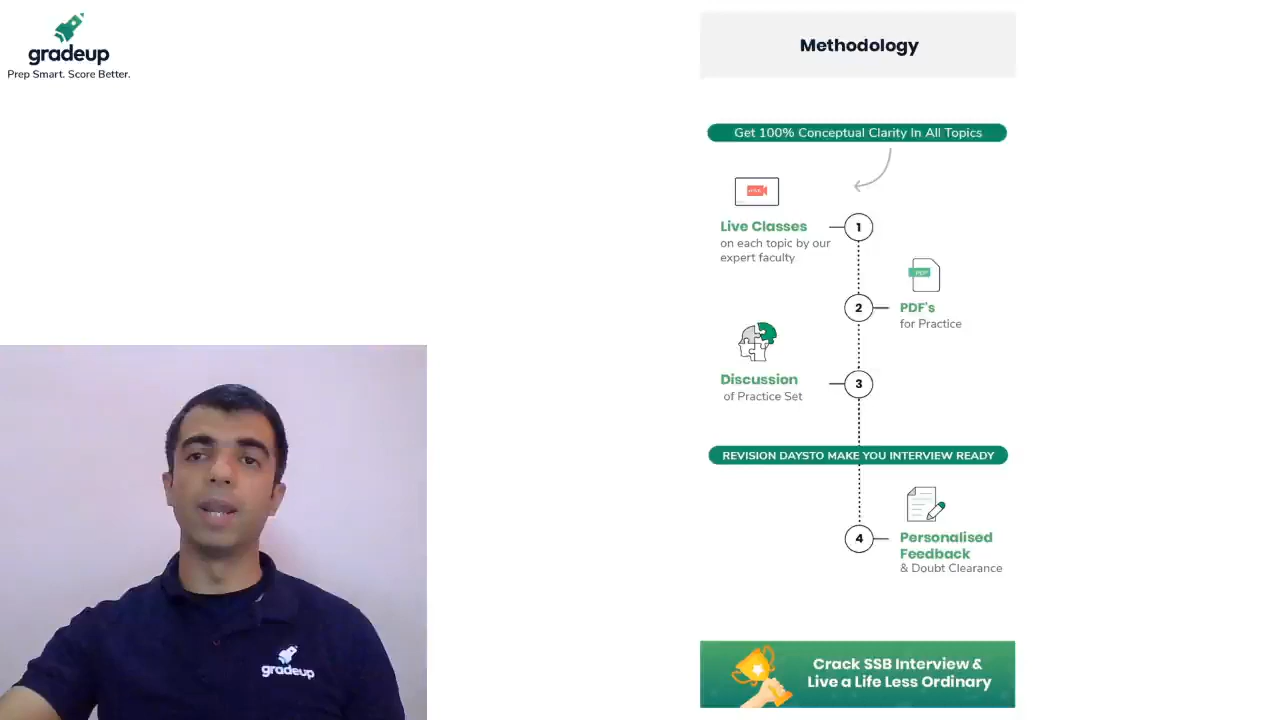 gradeup
Prep Smart. Score Better.
Methodology
Get 100% Conceptual Clarity In All Topics
Live Classes
on each topic by our
expert faculty
1
PDF
2
PDF's
for Practice
Discussion
of Practice Set
3
REVISION DAYSTO MAKE YOU INTERVIEW READY
4
Personalised
Feedback
& Doubt Clearance
gradeup
Crack SSB Interview &
Live a Life Less Ordinary